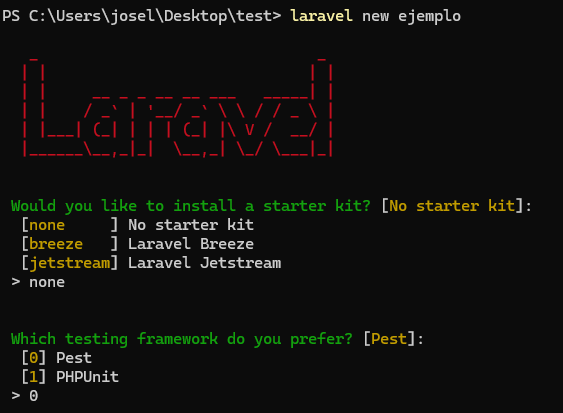 PS C:\Users\josel\Desktop\test> laravel new ejemplo
Laravel
Would you like to install a starter kit? [No starter kit]:
[none     ] No starter kit
[breeze   ] Laravel Breeze
[jetstream] Laravel Jetstream
> none
Which testing framework do you prefer? [Pest]:
[0] Pest
[1] PHPUnit
> 0